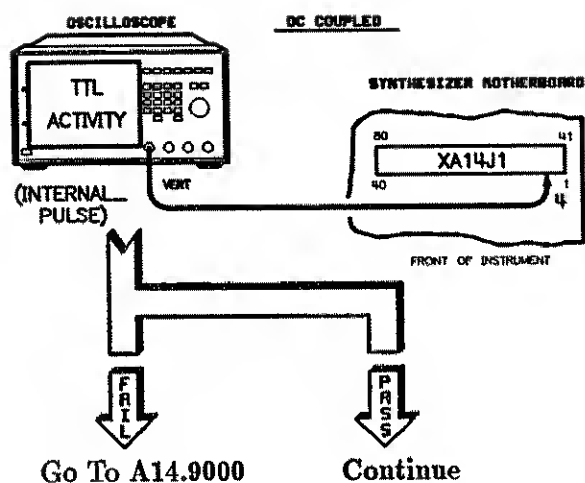 OSCILLOSCOPE
DC COUPLED
TTL
ACTIVITY
SYNTHESIZER MOTHERBOARD
80
41
XA14J1
40
1
4
VERT
(INTERNAL
PULSE)
FRONT OF INSTRUMENT
FAIL
PASS
Go To A14.9000
Continue